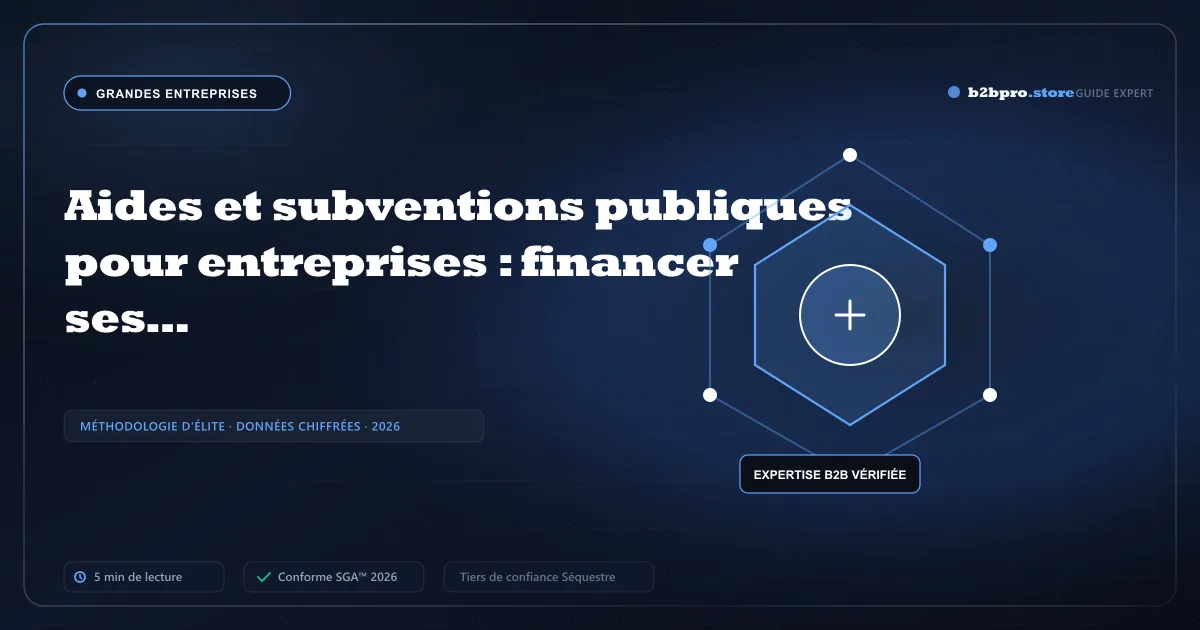 GRANDES ENTREPRISES
b2bpro.store GUIDE EXPERT
Aides et subventions publiques
pour entreprises : financer
ses...
MÉTHODOLOGIE D'ÉLITE · DONNÉES CHIFFRÉES · 2026
EXPERTISE B2B VÉRIFIÉE
5 min de lecture
Conforme SGA™ 2026
Tiers de confiance Séquestre